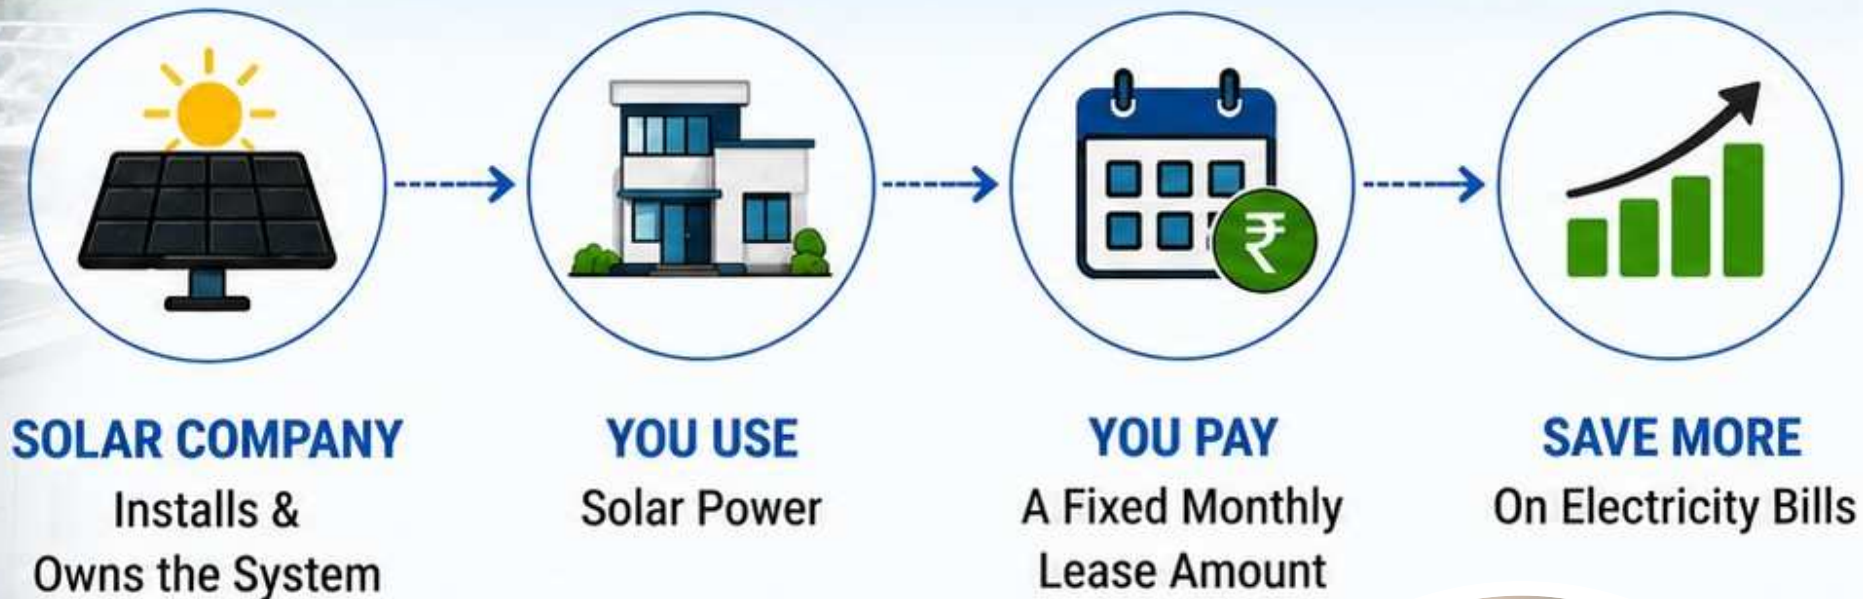 SOLAR COMPANY
Installs &
Owns the System
YOU USE
Solar Power
₹
YOU PAY
A Fixed Monthly
Lease Amount
SAVE MORE
On Electricity Bills